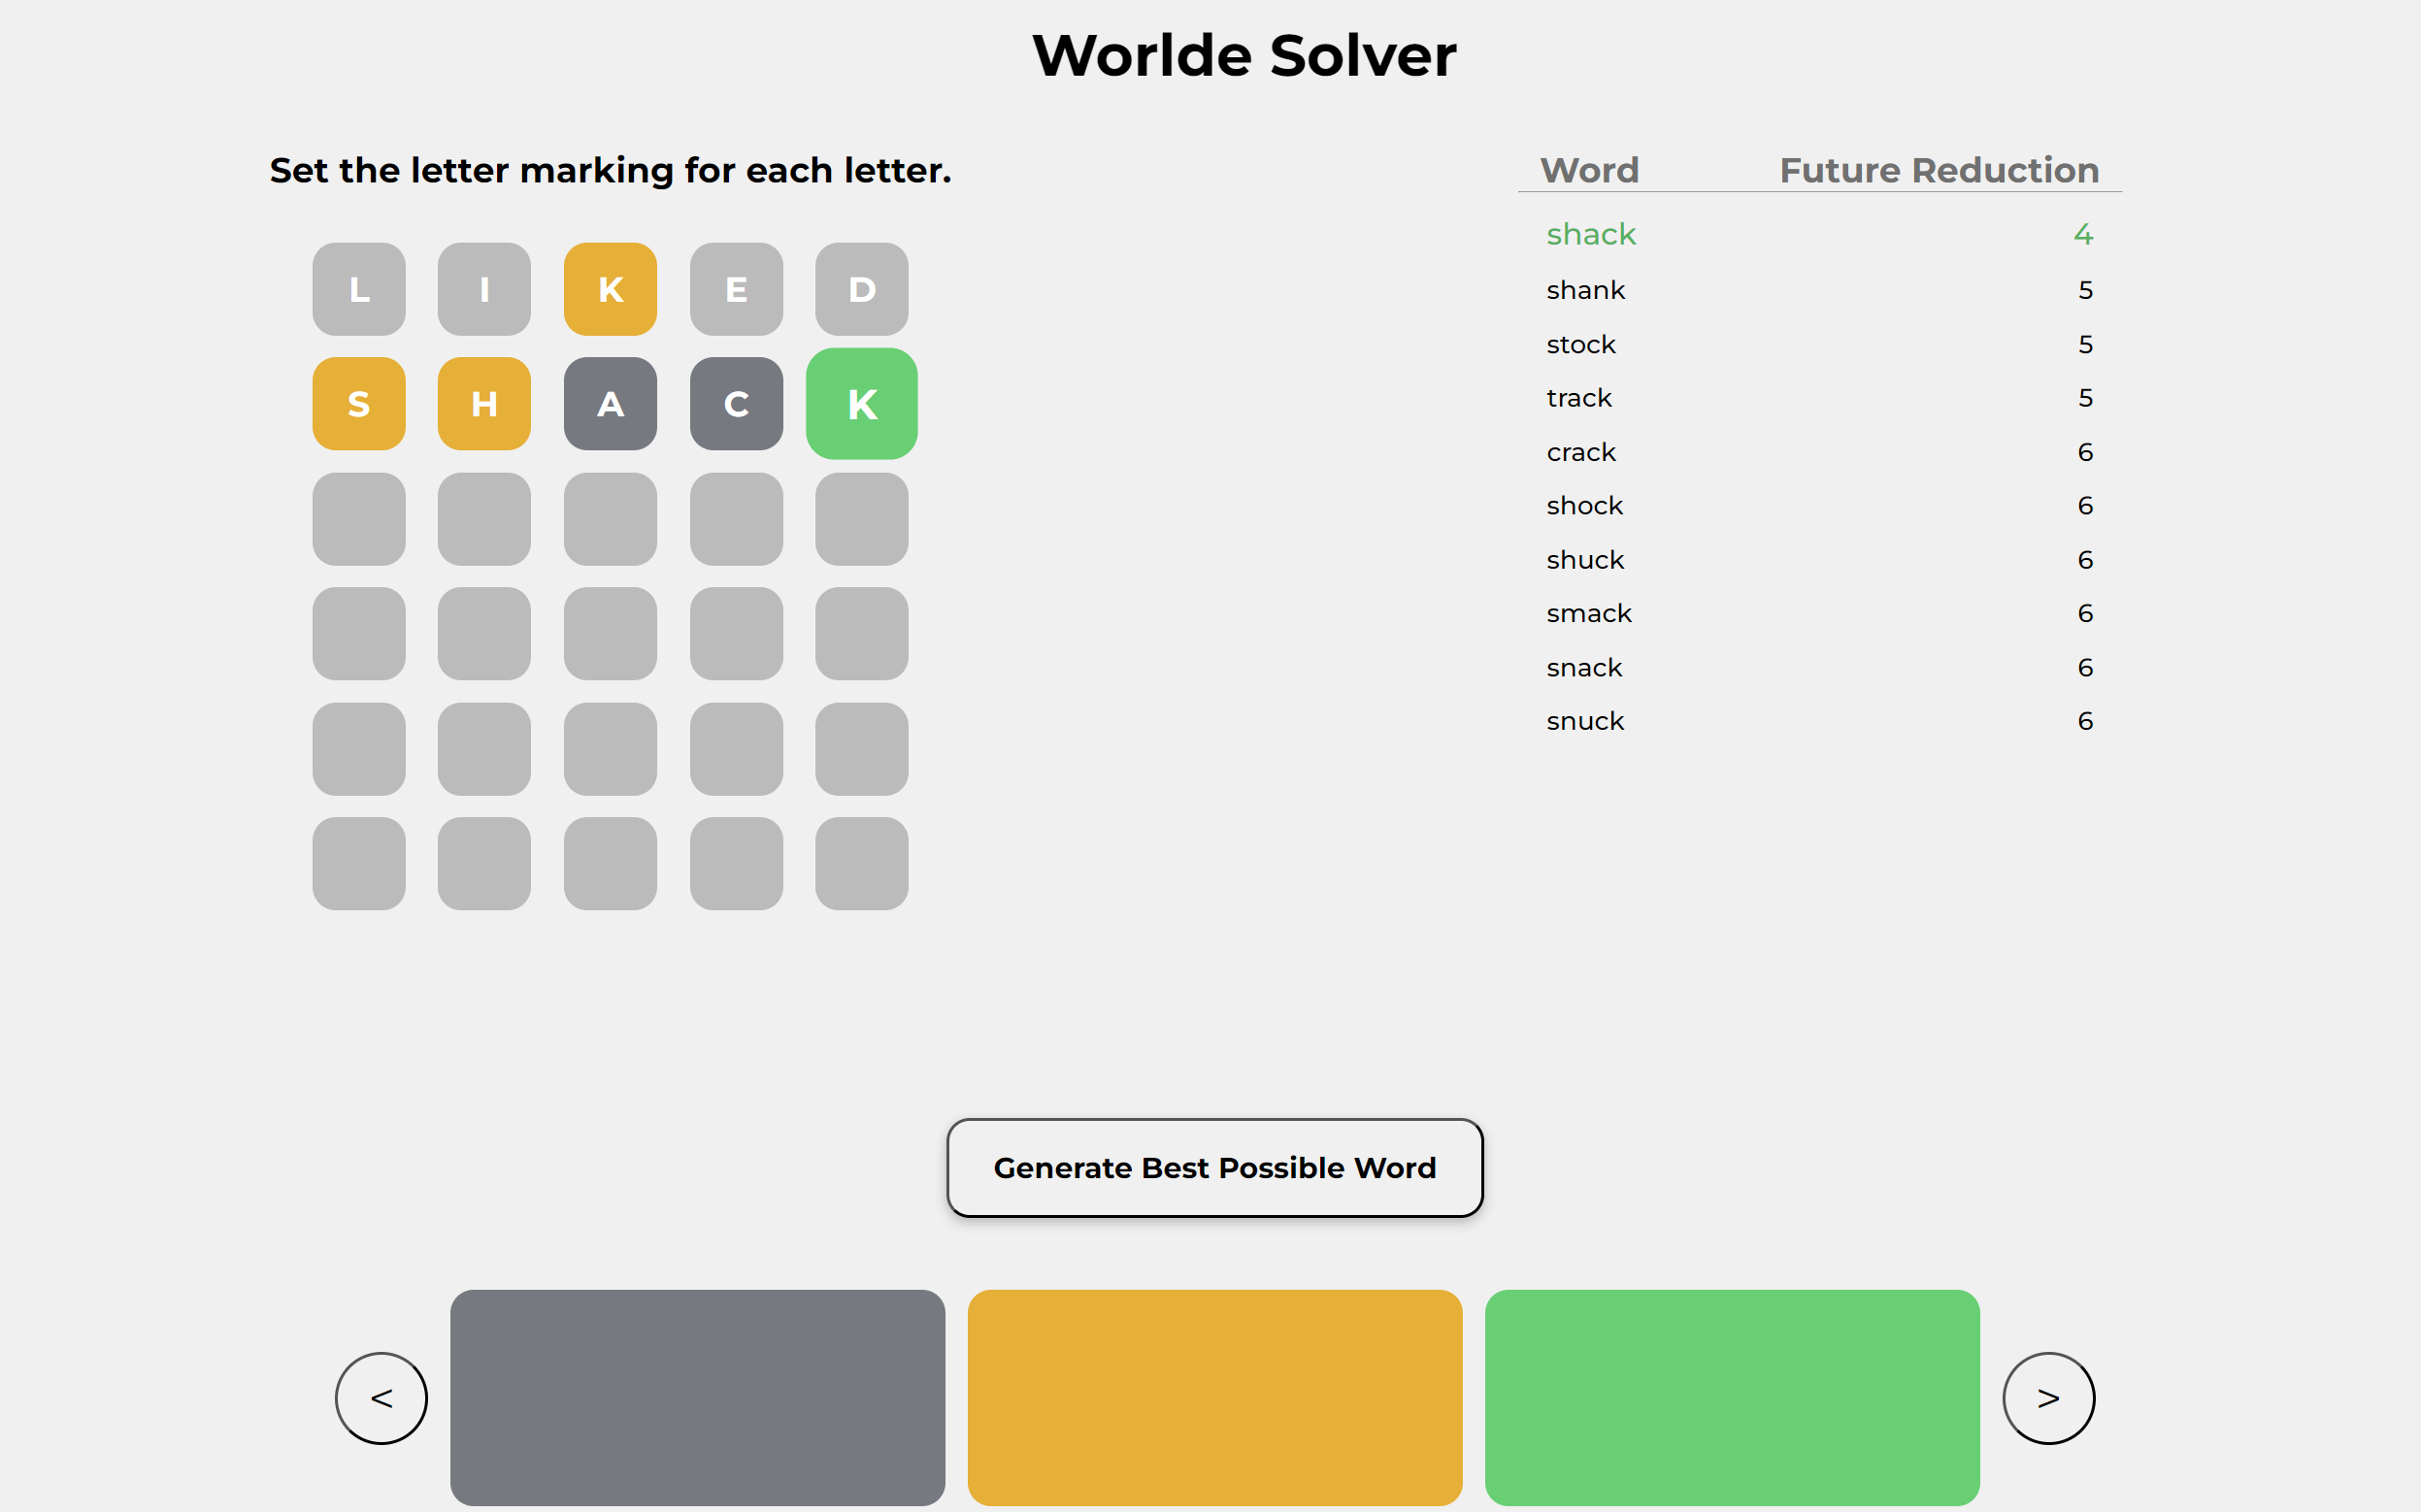 Worlde Solver
Set the letter marking for each letter.
L I K E D
S H A C K
Word Future Reduction
shack 4
shank 5
stock 5
track 5
crack 6
shock 6
shuck 6
smack 6
snack 6
snuck 6
Generate Best Possible Word
< >